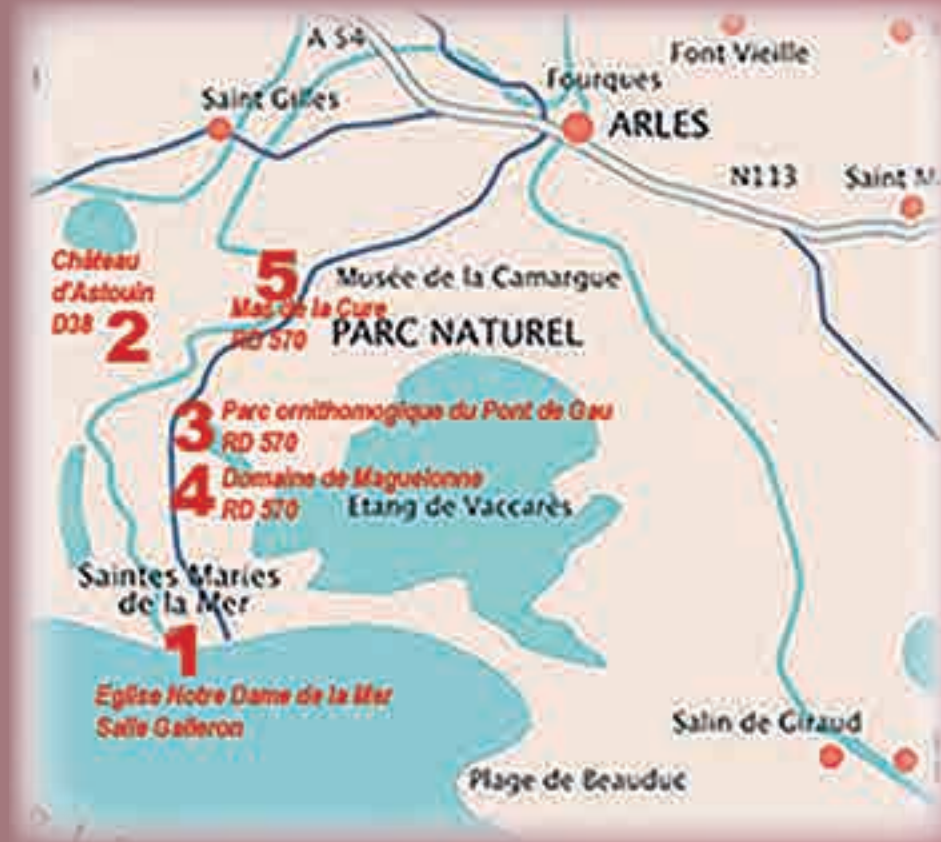 A 54
Font Vieille
Fourques
Saint Gilles
ARLES
N113
Saint M.
Château
d'Astouin
D38
2
5
Musée de la Camargue
Mas de la Cure
RD 570
PARC NATUREL
3
Parc ornithomogique du Pont de Gau
RD 570
4
Domaine de Maguelonne
RD 570
Etang de Vaccarès
Saintes Maries
de la Mer
1
Eglise Notre Dame de la Mer
Salle Galleron
Salin de Giraud
Plage de Beauduc